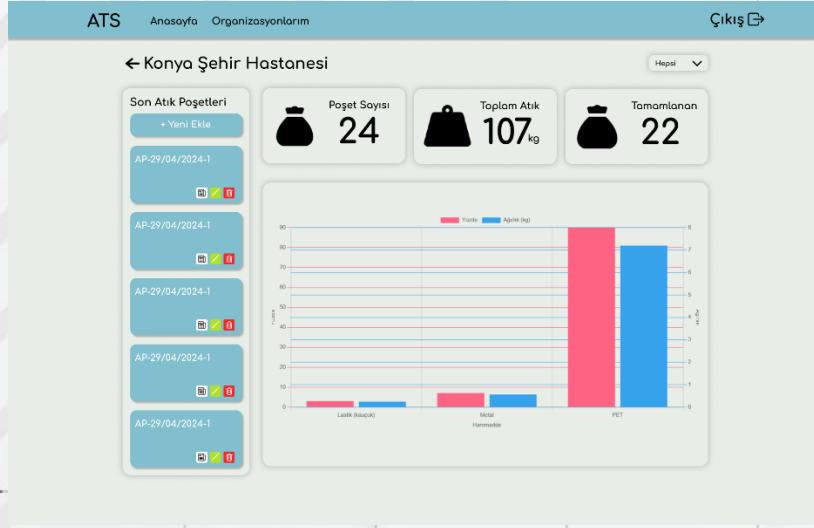 ATS Anasayfa Organizasyonlarım Çıkış
Konya Şehir Hastanesi
Hepsi
Son Atık Poşetleri
+ Yeni Ekle
AP-29/04/2024-1
AP-29/04/2024-1
AP-29/04/2024-1
AP-29/04/2024-1
AP-29/04/2024-1
Poşet Sayısı
24
Toplam Atık
107 kg
Tamamlanan
22
Yüzde Ağırlık (kg)
90
80
70
60
50
40
30
20
10
0
Yüzde
8
7
6
5
4
3
2
1
0
Lastik (kauçuk) Metal PET
Hammadde